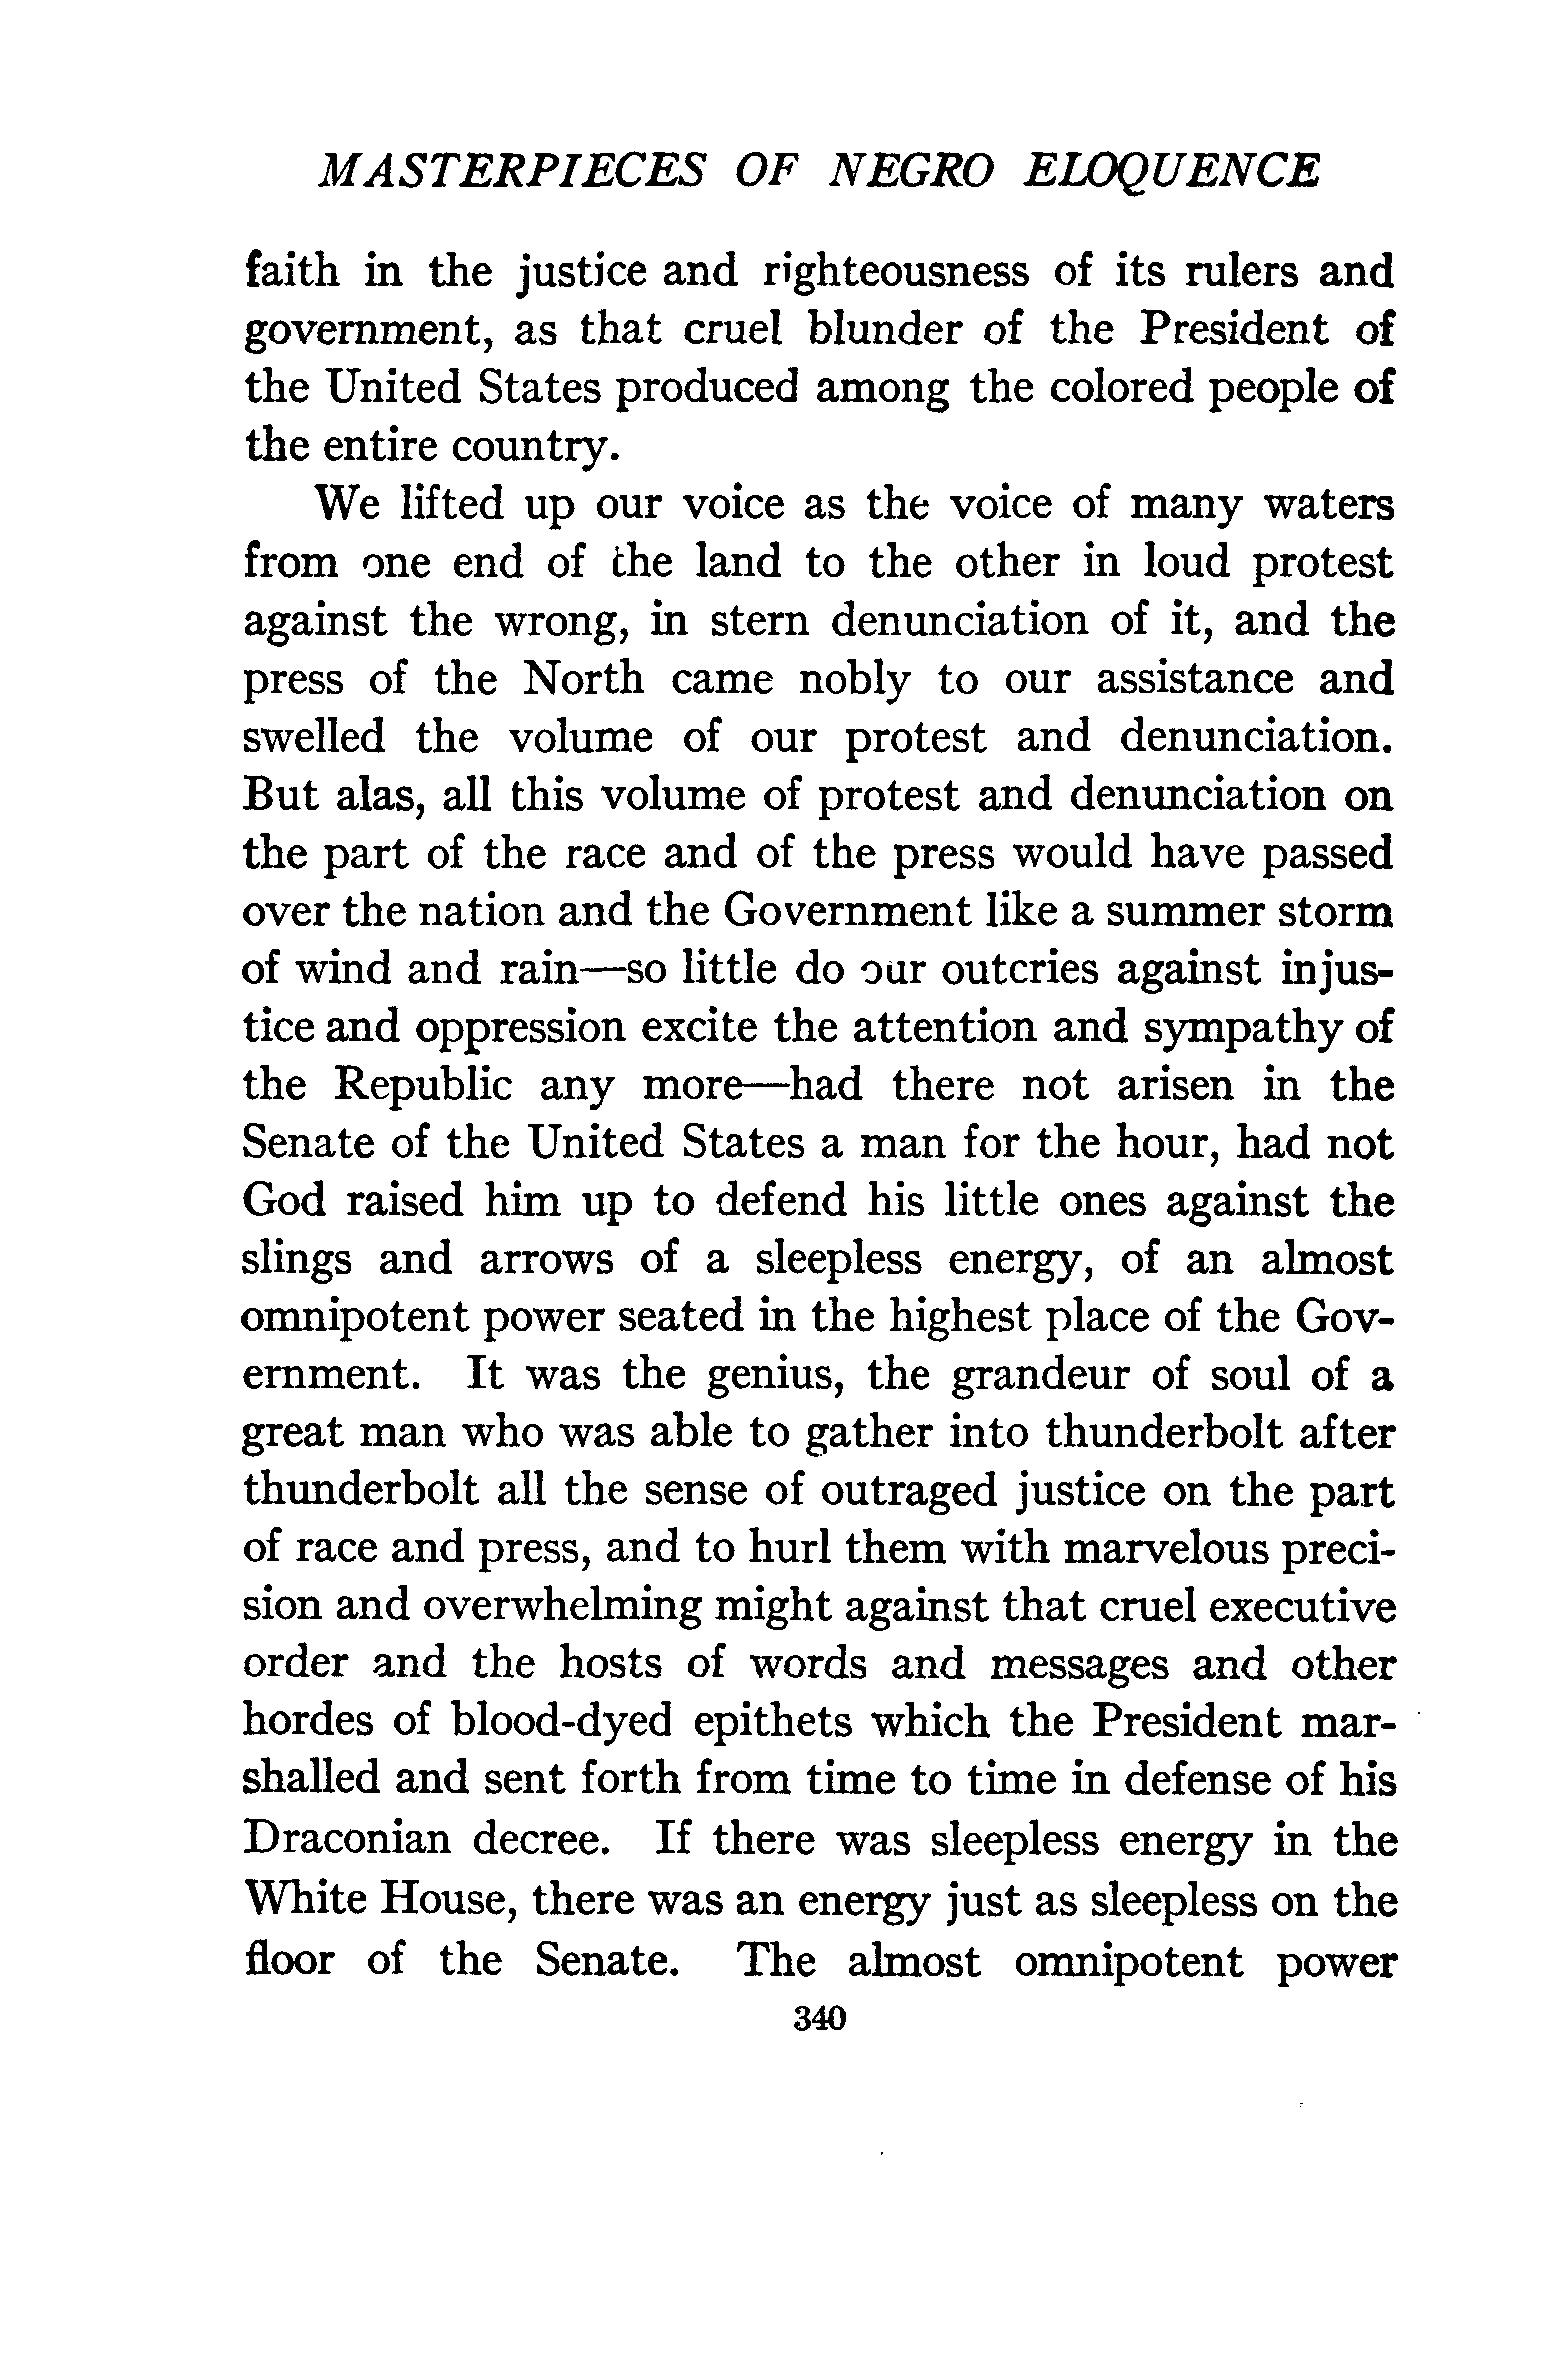 MASTERPIECES OF NEGRO ELOQUENCE
faith in the justice and righteousness of its rulers and
government, as that cruel blunder of the President of
the United States produced among the colored people of
the entire country.
We lifted up our voice as the voice of many waters
from one end of the land to the other in loud protest
against the wrong, in stern denunciation of it, and the
press of the North came nobly to our assistance and
swelled the volume of our protest and denunciation.
But alas, all this volume of protest and denunciation on
the part of the race and of the press would have passed
over the nation and the Government like a summer storm
of wind and rain—so little do our outcries against injus-
tice and oppression excite the attention and sympathy of
the Republic any more—had there not arisen in the
Senate of the United States a man for the hour, had not
God raised him up to defend his little ones against the
slings and arrows of a sleepless energy, of an almost
omnipotent power seated in the highest place of the Gov-
ernment. It was the genius, the grandeur of soul of a
great man who was able to gather into thunderbolt after
thunderbolt all the sense of outraged justice on the part
of race and press, and to hurl them with marvelous preci-
sion and overwhelming might against that cruel executive
order and the hosts of words and messages and other
hordes of blood-dyed epithets which the President mar-
shalled and sent forth from time to time in defense of his
Draconian decree. If there was sleepless energy in the
White House, there was an energy just as sleepless on the
floor of the Senate. The almost omnipotent power
340